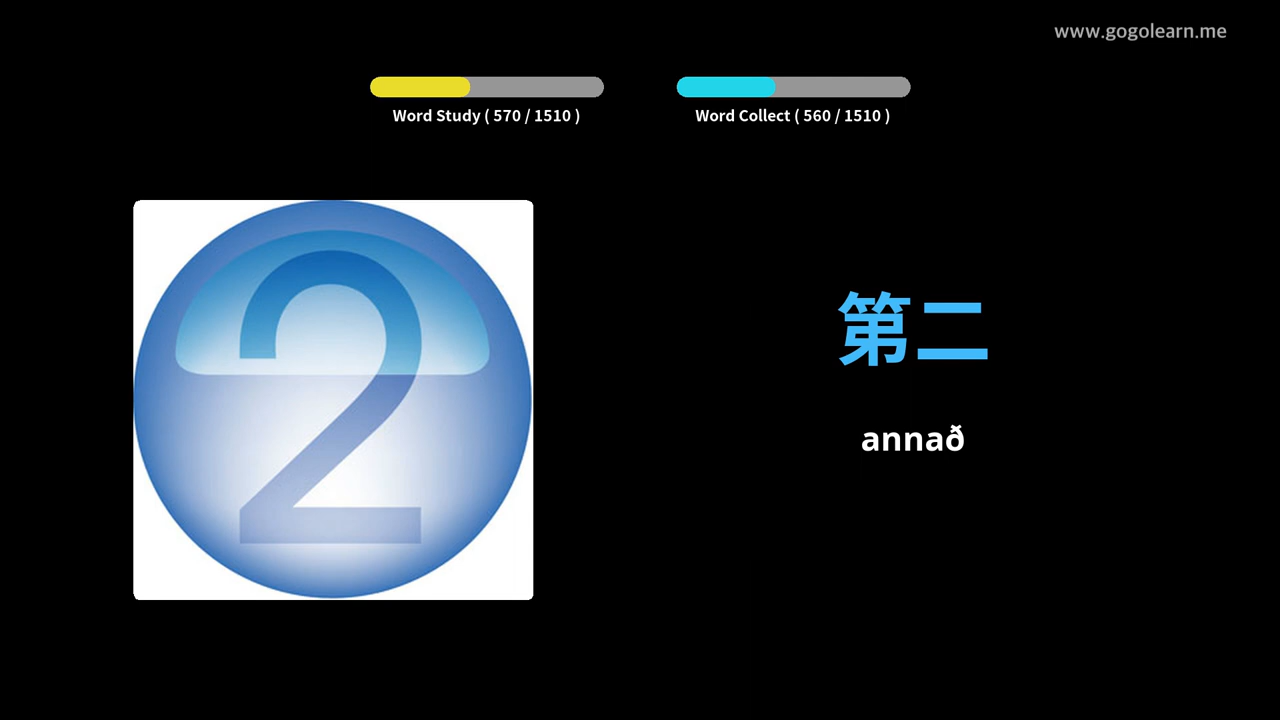 www.gogolearn.me
Word Study ( 570 / 1510 )
Word Collect ( 560 / 1510 )
2
第二
annað